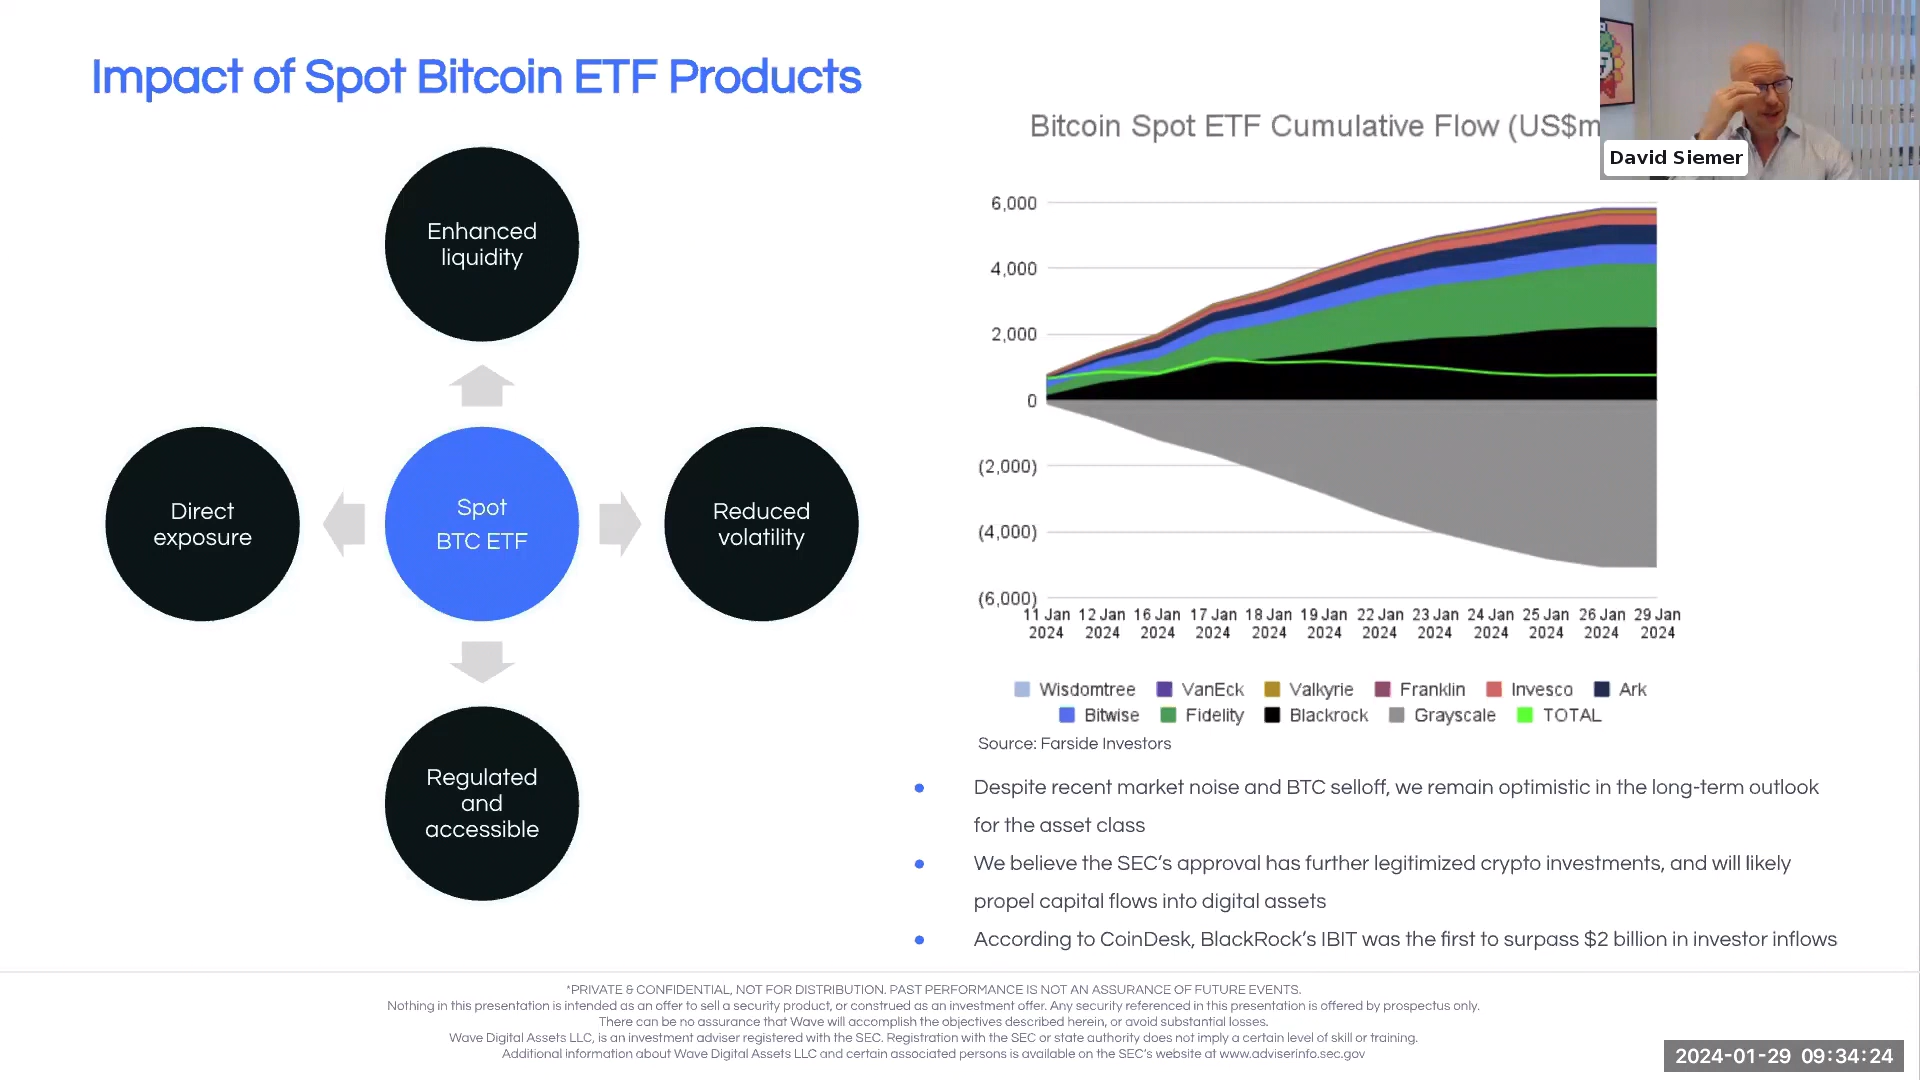 Impact of Spot Bitcoin ETF Products
Enhanced
liquidity
Direct
exposure
Spot
BTC ETF
Reduced
volatility
Regulated
and
accessible
Bitcoin Spot ETF Cumulative Flow (US$m
David Siemer
6,000
4,000
2,000
0
(2,000)
(4,000)
(6,000)
11 Jan 12 Jan 16 Jan 17 Jan 18 Jan 19 Jan 22 Jan 23 Jan 24 Jan 25 Jan 26 Jan 29 Jan
2024 2024 2024 2024 2024 2024 2024 2024 2024 2024 2024 2024
Wisdomtree VanEck Valkyrie Franklin Invesco Ark
Bitwise Fidelity Blackrock Grayscale TOTAL
Source: Farside Investors
● Despite recent market noise and BTC selloff, we remain optimistic in the long-term outlook
for the asset class
● We believe the SEC's approval has further legitimized crypto investments, and will likely
propel capital flows into digital assets
● According to CoinDesk, BlackRock's IBIT was the first to surpass $2 billion in investor inflows
*PRIVATE & CONFIDENTIAL, NOT FOR DISTRIBUTION. PAST PERFORMANCE IS NOT AN ASSURANCE OF FUTURE EVENTS.
Nothing in this presentation is intended as an offer to sell a security product, or construed as an investment offer. Any security referenced in this presentation is offered by prospectus only.
There can be no assurance that Wave will accomplish the objectives described herein, or avoid substantial losses.
Wave Digital Assets LLC, is an investment adviser registered with the SEC. Registration with the SEC or state authority does not imply a certain level of skill or training.
Additional information about Wave Digital Assets LLC and certain associated persons is available on the SEC's website at www.adviserinfo.sec.gov
2024-01-29 09:34:24